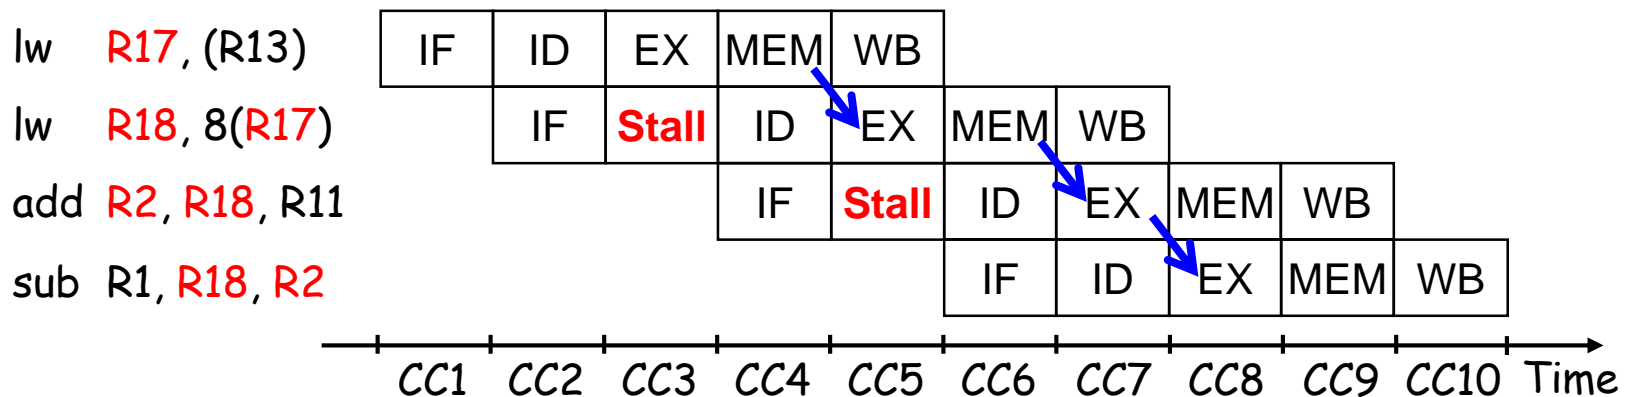 lw R17, (R13) IF ID EX MEM WB
lw R18, 8(R17) IF Stall ID EX MEM WB
add R2, R18, R11 IF Stall ID EX MEM WB
sub R1, R18, R2 IF ID EX MEM WB
CC1 CC2 CC3 CC4 CC5 CC6 CC7 CC8 CC9 CC10 Time